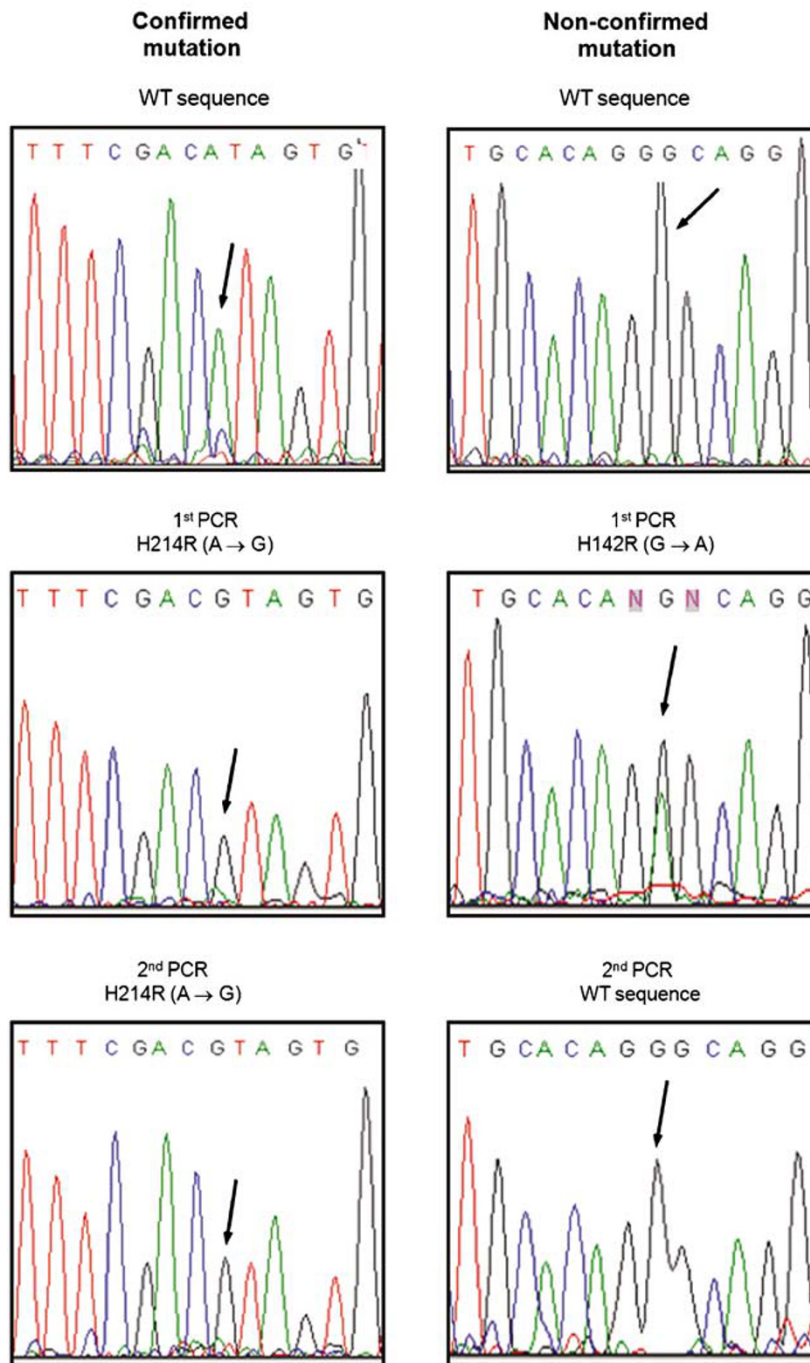 Confirmed
mutation
WT sequence
T T T C G A C A T A G T G T
1st PCR
H214R (A → G)
T T T C G A C G T A G T G
2nd PCR
H214R (A → G)
T T T C G A C G T A G T G
Non-confirmed
mutation
WT sequence
T G C A C A G G G C A G G
1st PCR
H142R (G → A)
T G C A C A N G N C A G G
2nd PCR
WT sequence
T G C A C A G G G C A G G